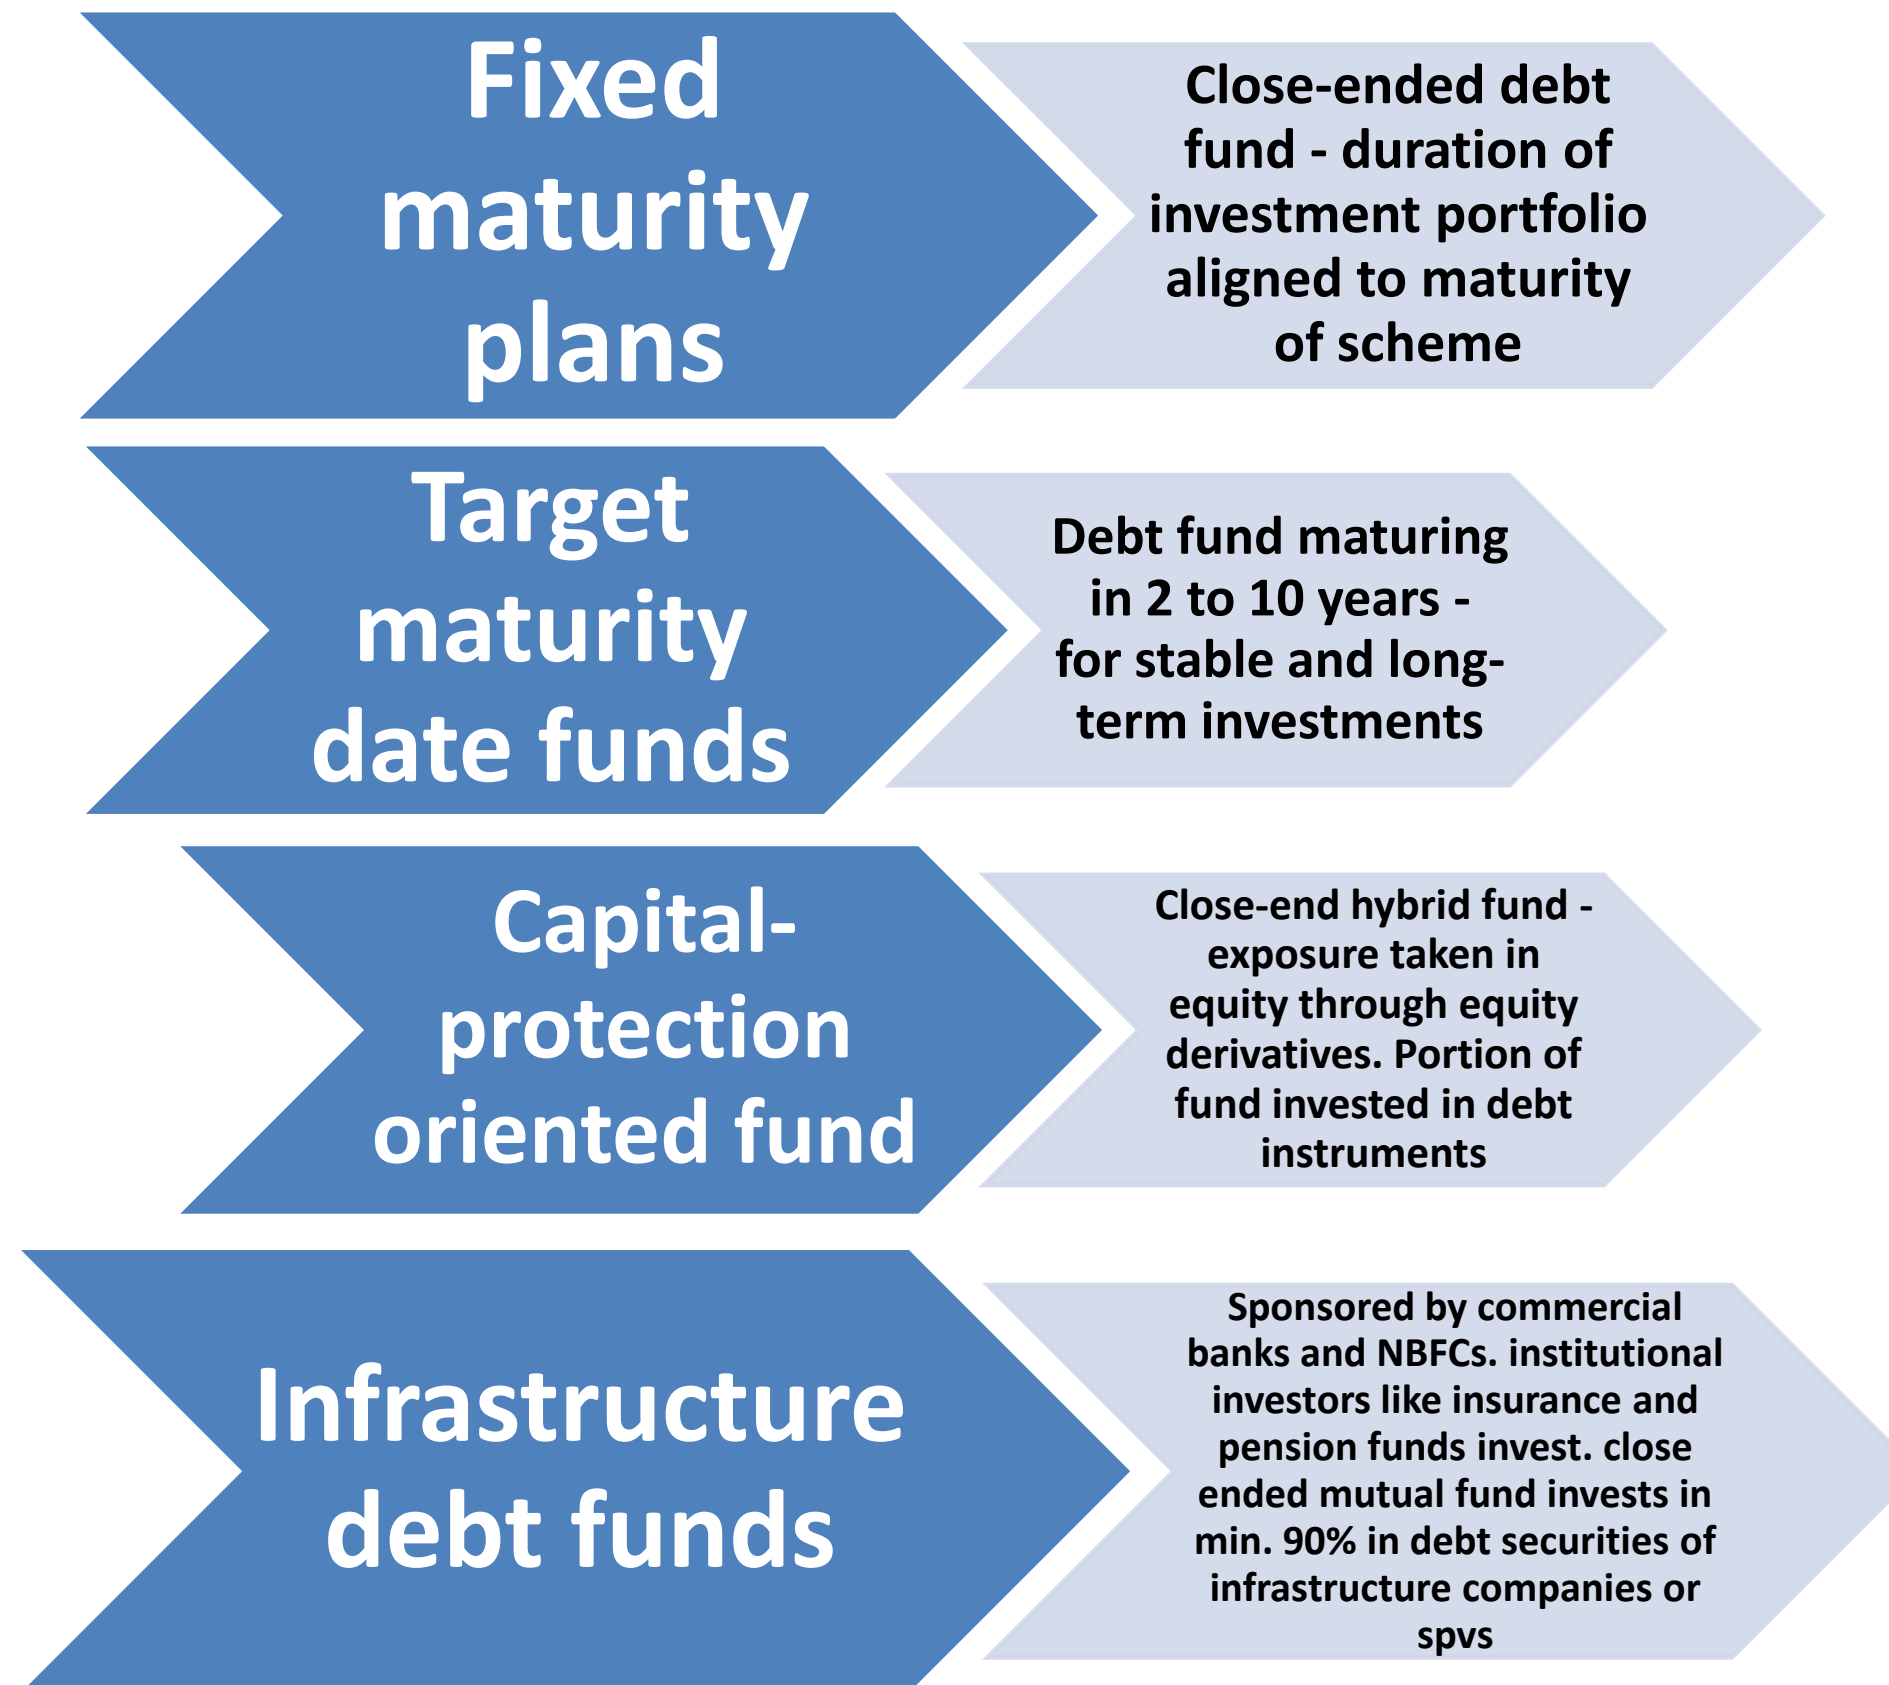 Fixed
maturity
plans
Close-ended debt
fund - duration of
investment portfolio
aligned to maturity
of scheme
Target
maturity
date funds
Debt fund maturing
in 2 to 10 years -
for stable and long-
term investments
Capital-
protection
oriented fund
Close-end hybrid fund -
exposure taken in
equity through equity
derivatives. Portion of
fund invested in debt
instruments
Infrastructure
debt funds
Sponsored by commercial
banks and NBFCs. institutional
investors like insurance and
pension funds invest. close
ended mutual fund invests in
min. 90% in debt securities of
infrastructure companies or
spvs